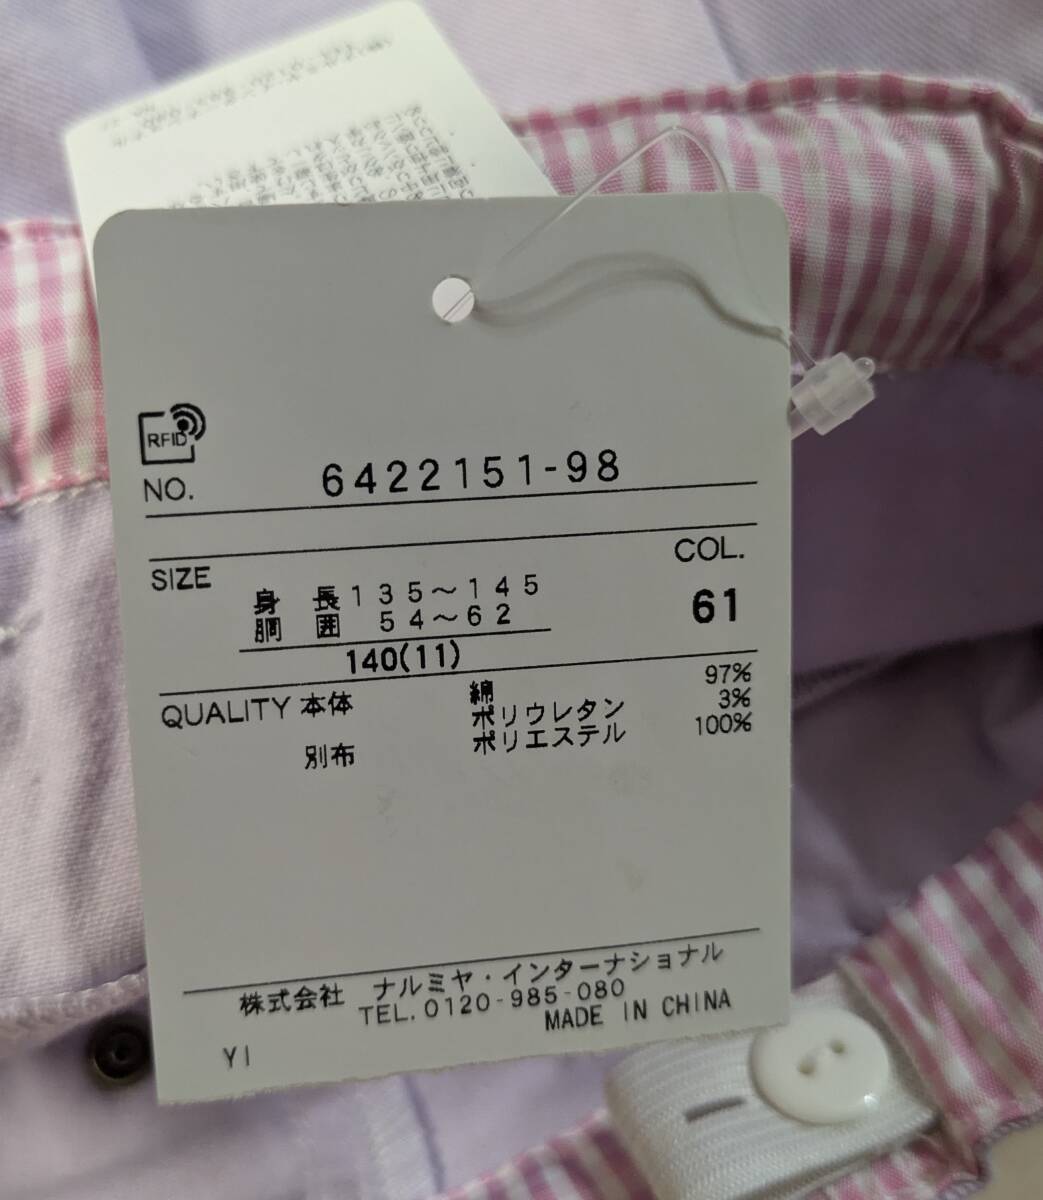 RFID
NO. 6422151-98
SIZE
COL.
身長 135～145
胴囲 54～62
61
140(11)
QUALITY 本体 綿 97%
ポリウレタン 3%
別布 ポリエステル 100%
株式会社 ナルミヤ・インターナショナル
TEL.0120-985-080
MADE IN CHINA
YI